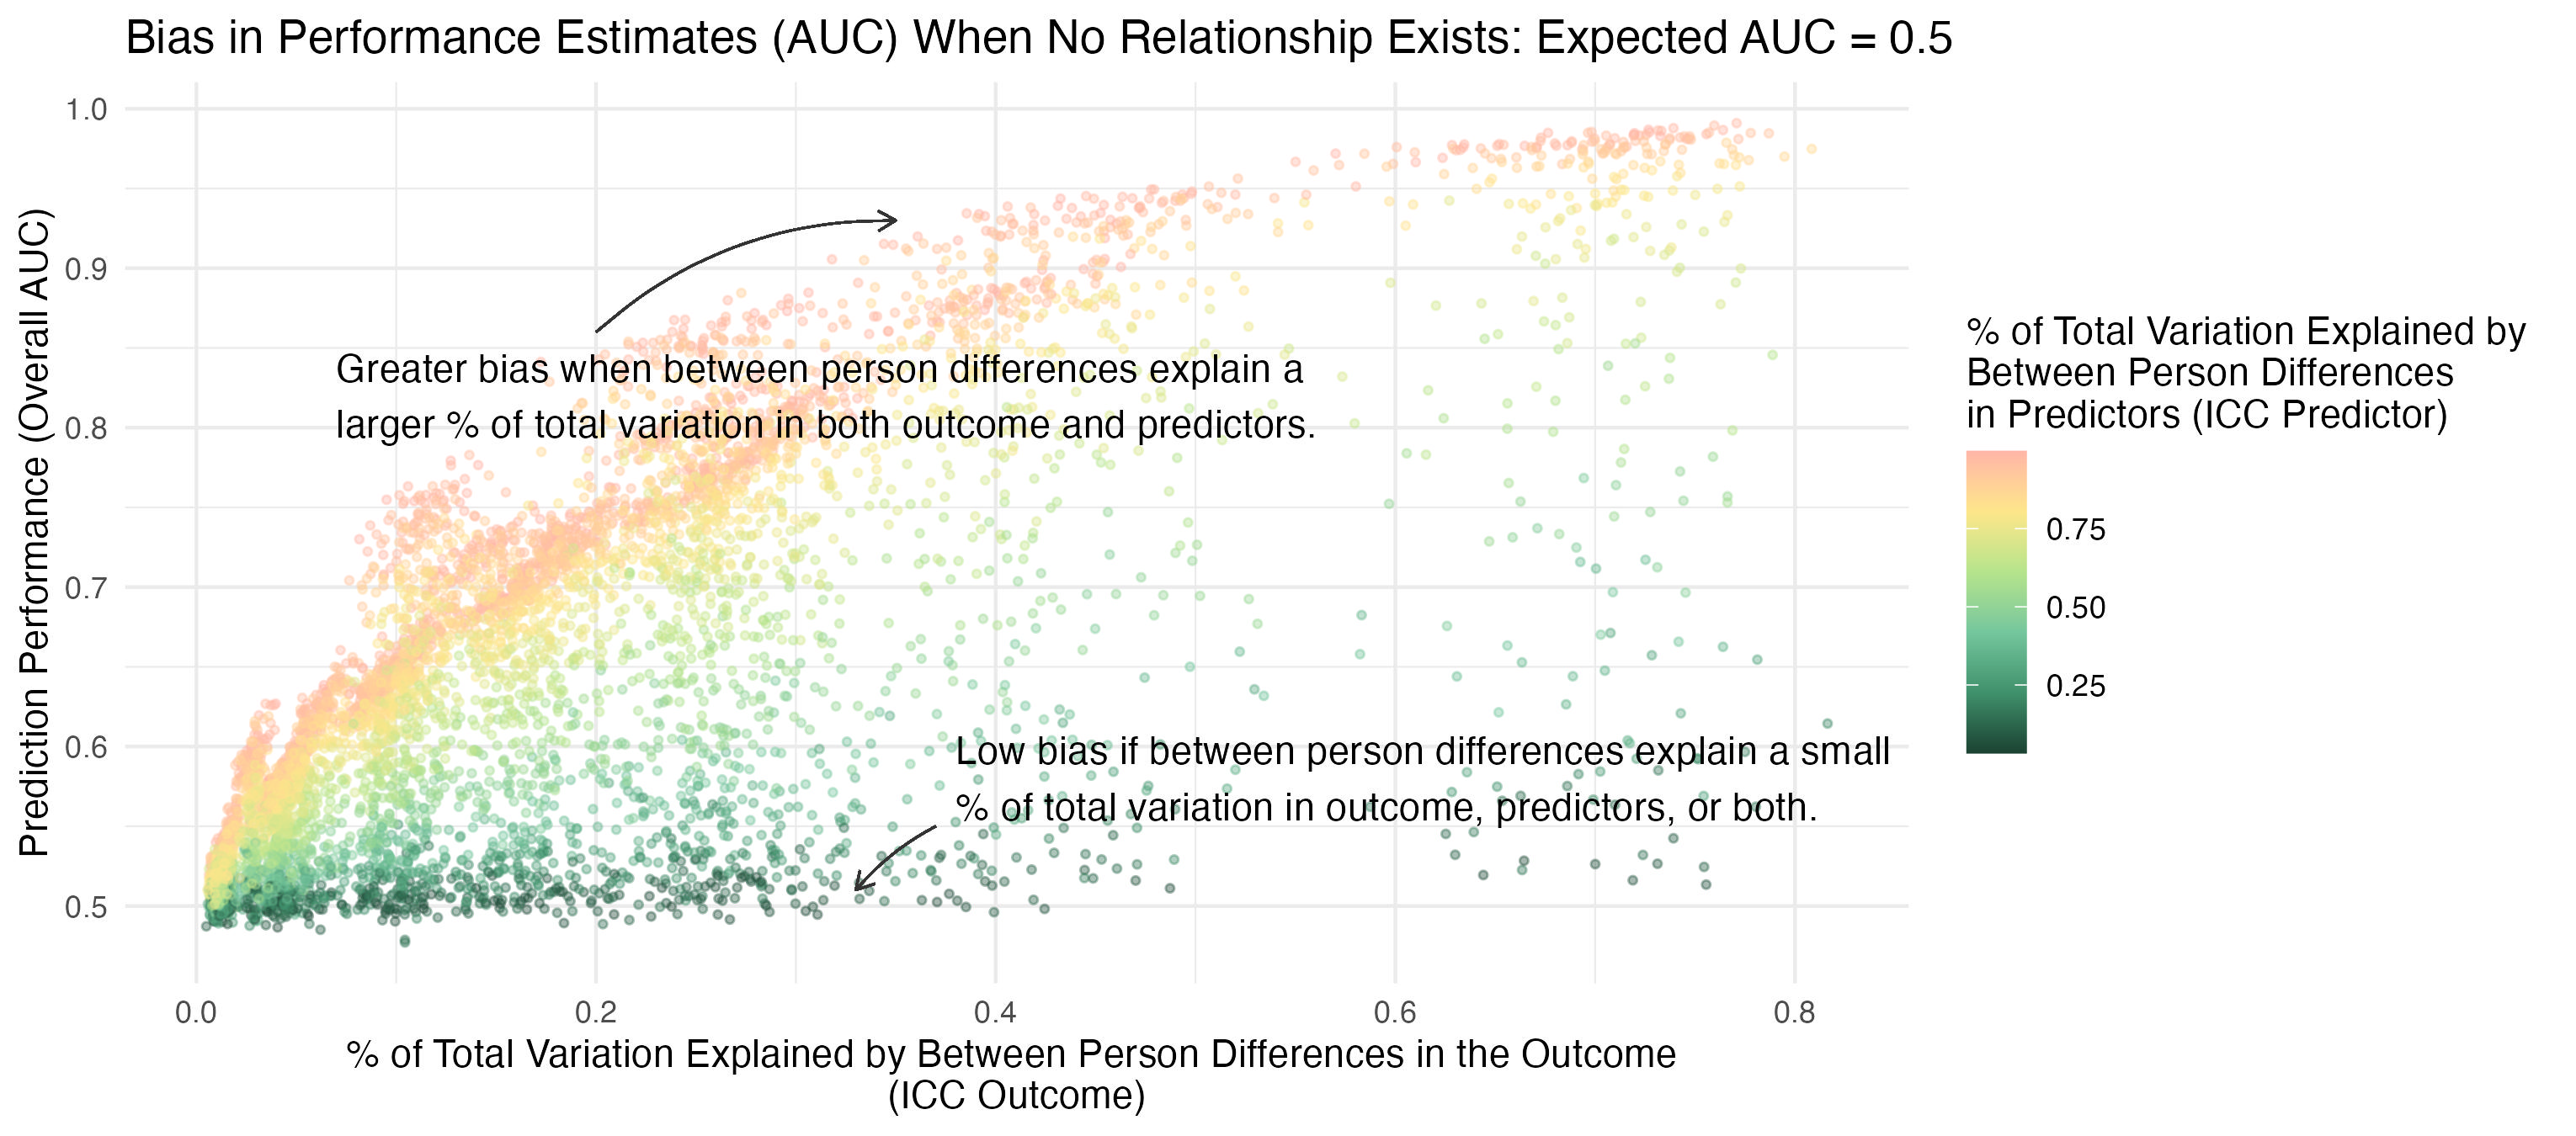 Bias in Performance Estimates (AUC) When No Relationship Exists: Expected AUC = 0.5
Prediction Performance (Overall AUC)
1.0
0.9
0.8
0.7
0.6
0.5
Greater bias when between person differences explain a
larger % of total variation in both outcome and predictors.
Low bias if between person differences explain a small
% of total variation in outcome, predictors, or both.
0.0
0.2
0.4
0.6
0.8
% of Total Variation Explained by Between Person Differences in the Outcome
(ICC Outcome)
% of Total Variation Explained by
Between Person Differences
in Predictors (ICC Predictor)
0.75
0.50
0.25